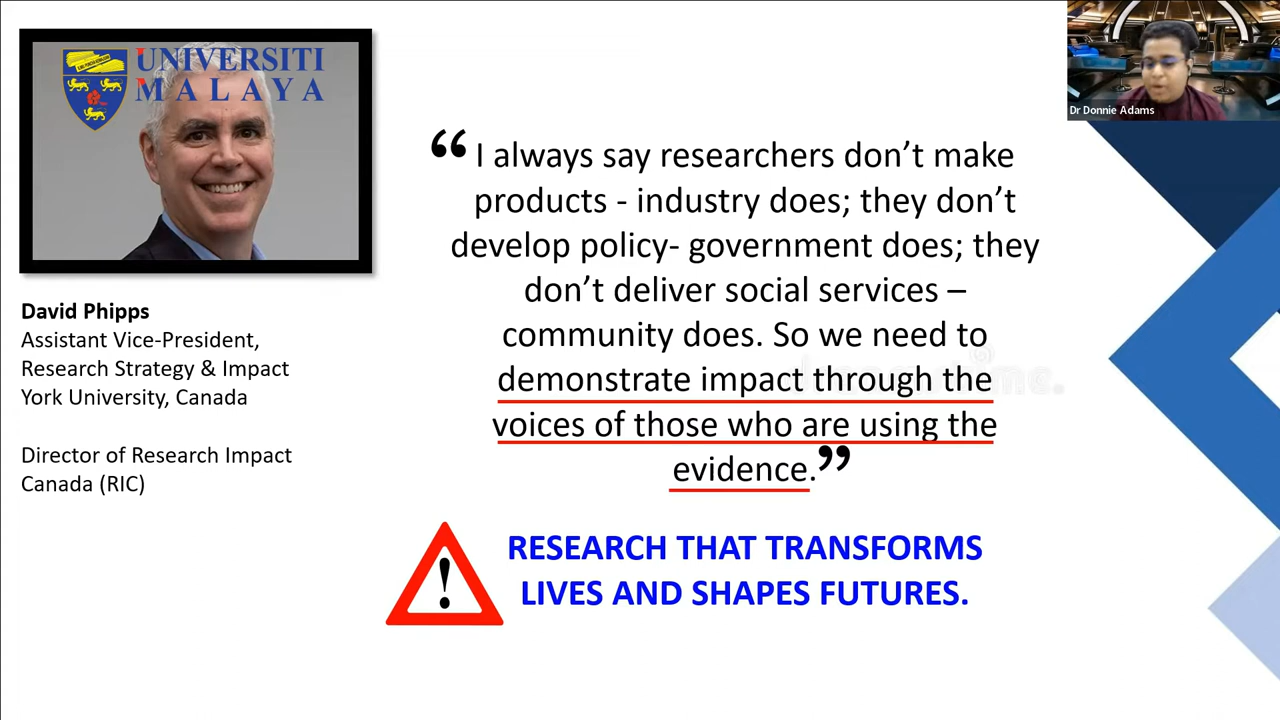 UNIVERSITI
MALAYA
Dr Donnie Adams
“I always say researchers don’t make
products - industry does; they don’t
develop policy- government does; they
don’t deliver social services –
community does. So we need to
demonstrate impact through the
voices of those who are using the
evidence.”
David Phipps
Assistant Vice-President,
Research Strategy & Impact
York University, Canada
Director of Research Impact
Canada (RIC)
!
RESEARCH THAT TRANSFORMS
LIVES AND SHAPES FUTURES.